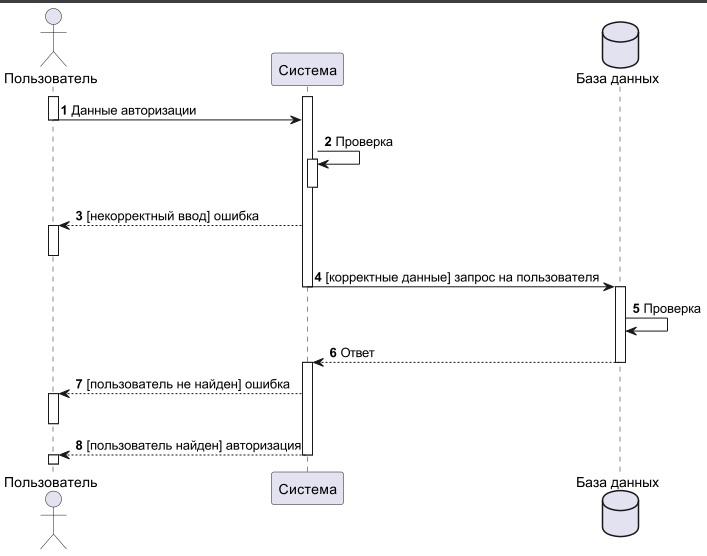 Пользователь
Система
База данных
1 Данные авторизации
2 Проверка
3 [некорректный ввод] ошибка
4 [корректные данные] запрос на пользователя
5 Проверка
6 Ответ
7 [пользователь не найден] ошибка
8 [пользователь найден] авторизация
Пользователь
Система
База данных